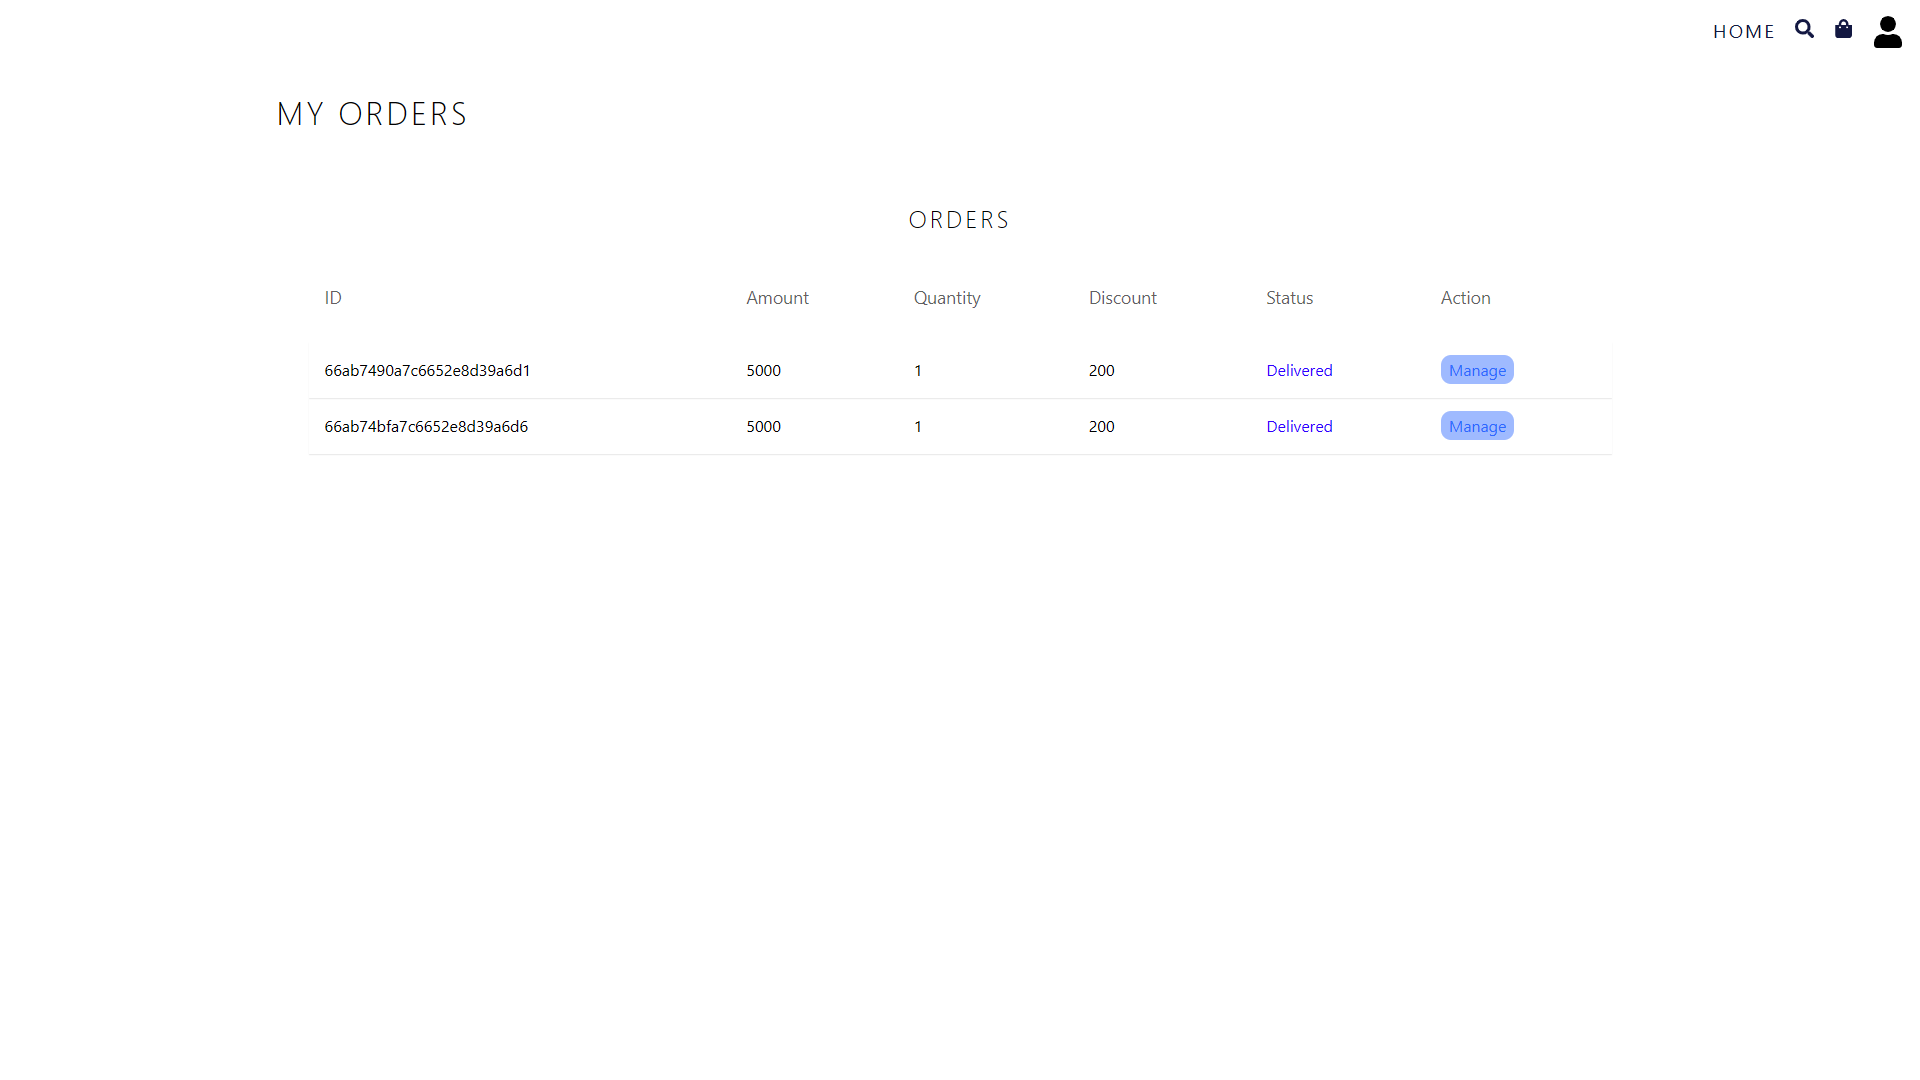 HOME
MY ORDERS
ORDERS
ID Amount Quantity Discount Status Action
66ab7490a7c6652e8d39a6d1 5000 1 200 Delivered Manage
66ab74bfa7c6652e8d39a6d6 5000 1 200 Delivered Manage